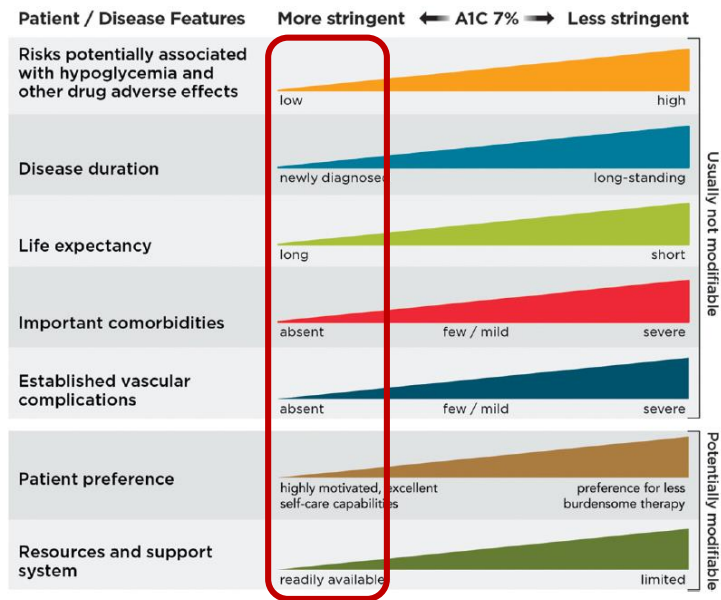 Patient / Disease Features More stringent ← A1C 7% → Less stringent
Risks potentially associated
with hypoglycemia and
other drug adverse effects
low high
Disease duration
newly diagnosed long-standing
Life expectancy
long short
Important comorbidities
absent few / mild severe
Established vascular
complications
absent few / mild severe
Usually not modifiable
Patient preference
highly motivated, excellent preference for less
self-care capabilities burdensome therapy
Resources and support
system
readily available limited
Potentially modifiable